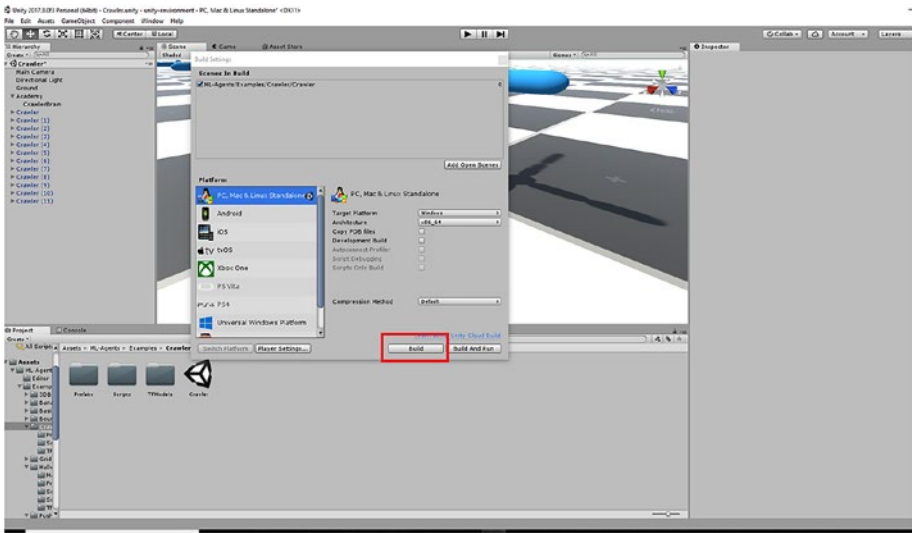 Unity 2017.3.0f3 Personal (64bit) - Crawler.unity - unity-environment - PC, Mac & Linux Standalone* <DX11>
File Edit Assets GameObject Component Window Help
Center Local
Collab Account Layers
Hierarchy
Scene Game Asset Store
Inspector
Create
Shaded
Gizmos
Crawler*
Main Camera
Directional Light
Ground
Academy
CrawlerBrain
Crawler
Crawler (1)
Crawler (2)
Crawler (3)
Crawler (4)
Crawler (5)
Crawler (6)
Crawler (7)
Crawler (8)
Crawler (9)
Crawler (10)
Crawler (11)
Build Settings
Scenes In Build
ML-Agents/Examples/Crawler/Crawler
Add Open Scenes
Platform
PC, Mac & Linux Standalone
Android
iOS
tvOS
Xbox One
PS Vita
PS4
Universal Windows Platform
PC, Mac & Linux Standalone
Target Platform Windows
Architecture x86_64
Copy PDB files
Development Build
Autoconnect Profiler
Script Debugging
Scripts Only Build
Compression Method Default
Unity Cloud Build
Switch Platform Player Settings... Build Build And Run
Project Console
Create
Assets Assets > ML-Agents > Examples > Crawler
Prefabs Scripts TFModels Crawler
Assets
Editor